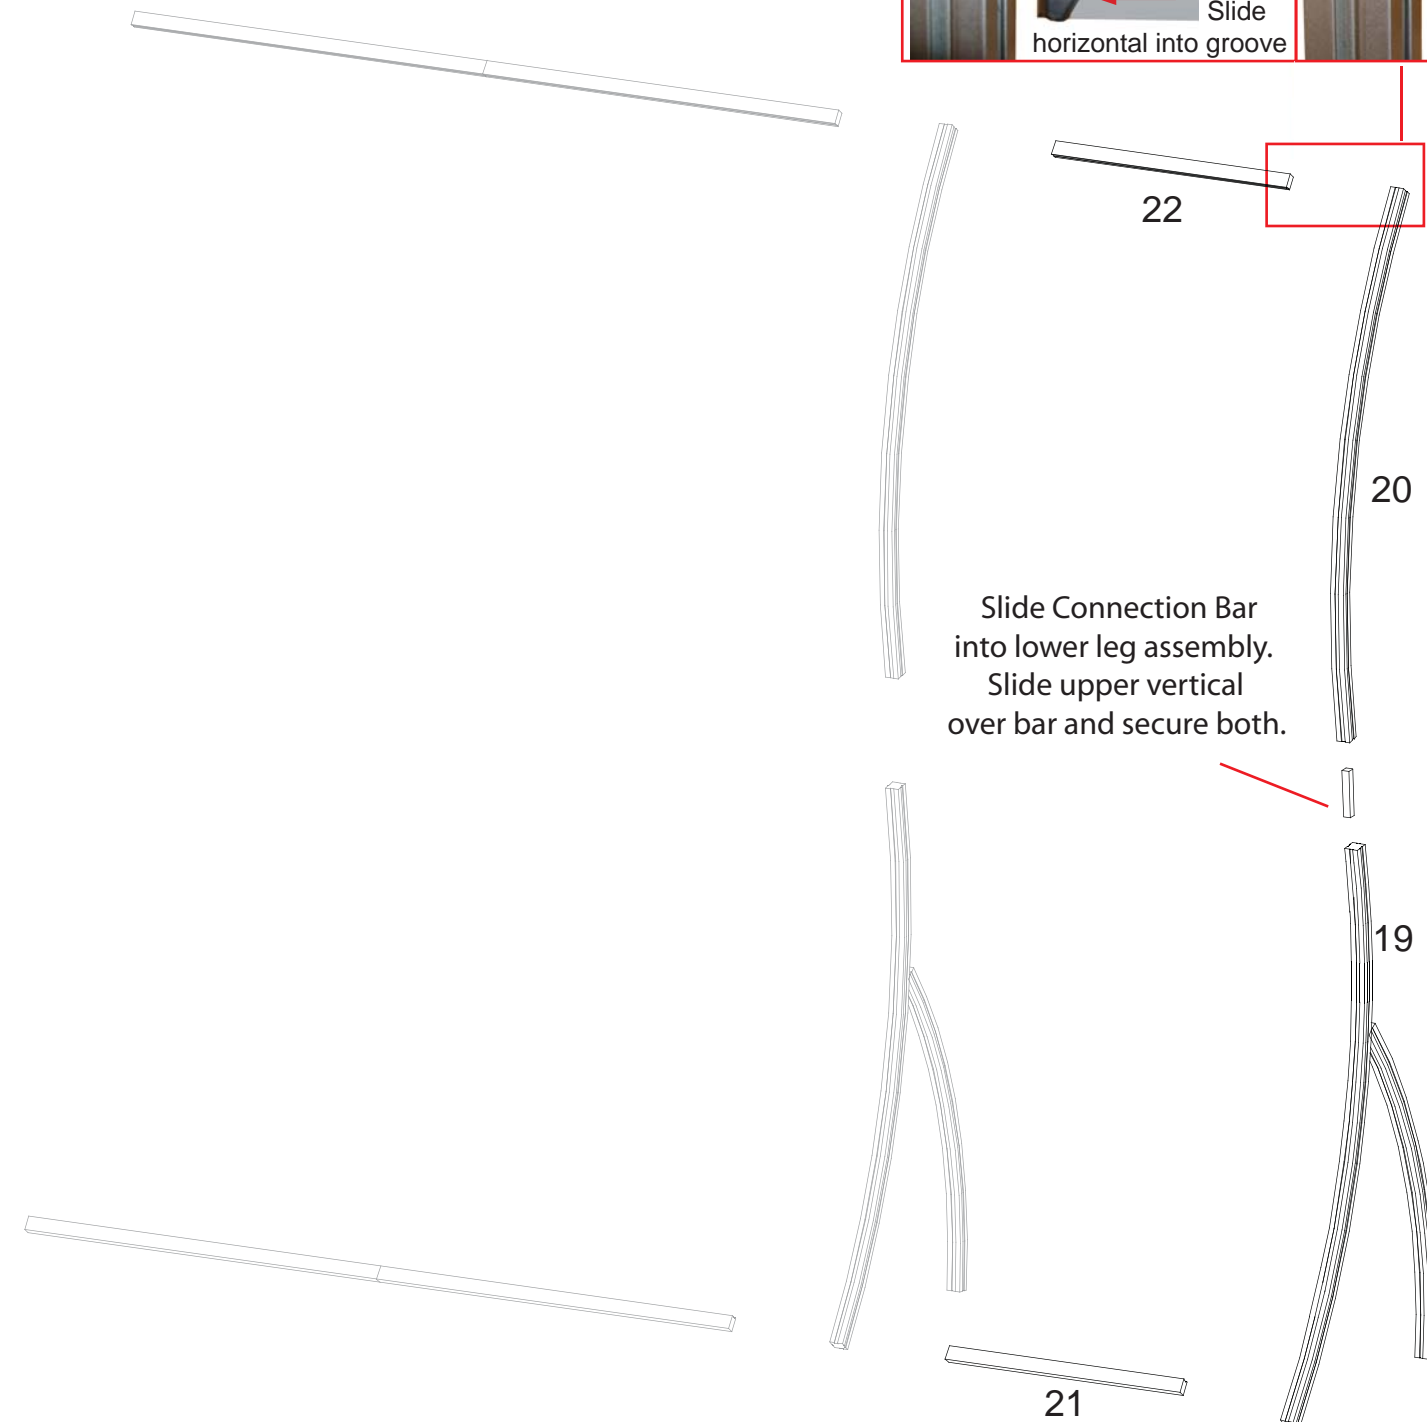 Slide
horizontal into groove
22
20
Slide Connection Bar
into lower leg assembly.
Slide upper vertical
over bar and secure both.
19
21